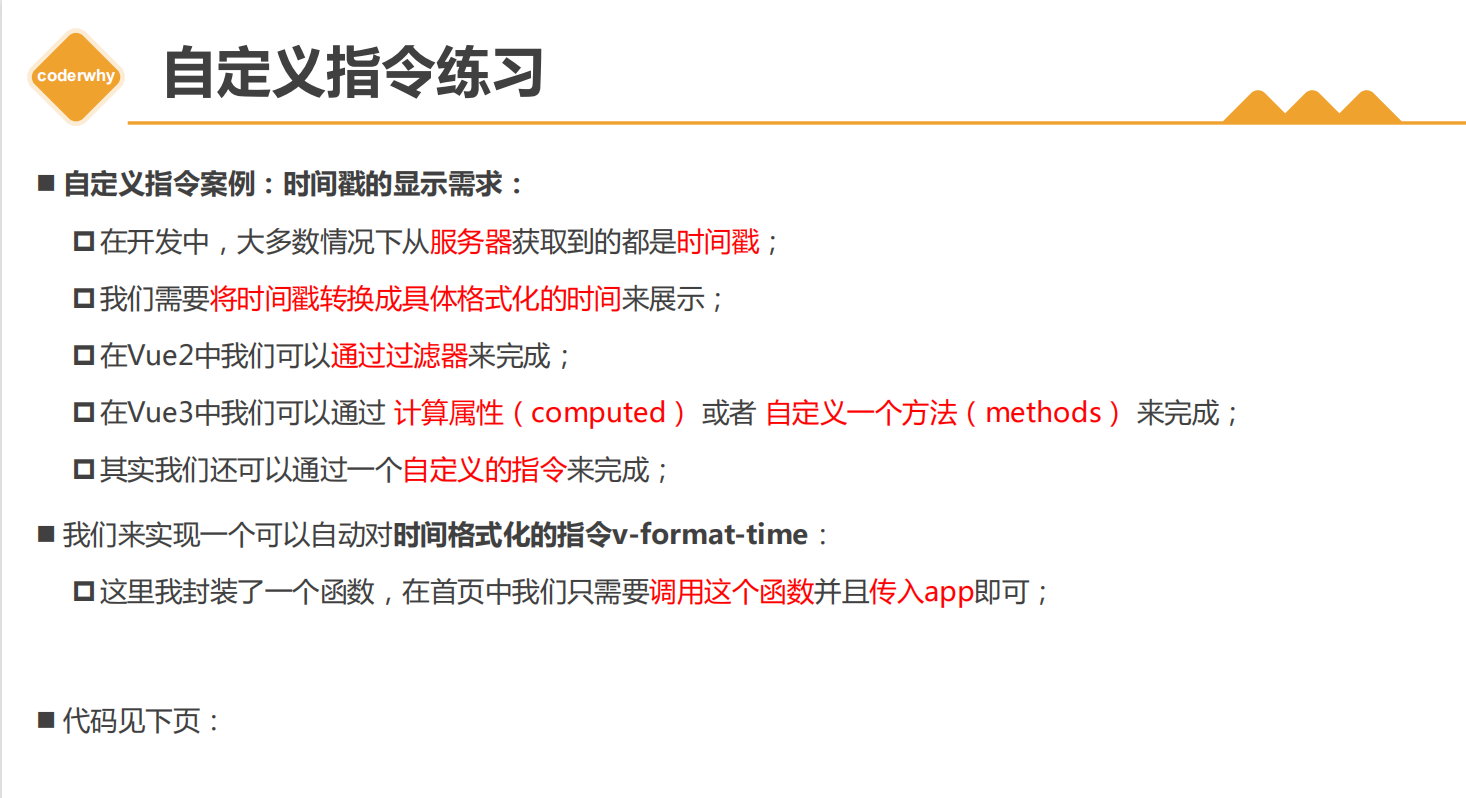 coderwhy
自定义指令练习
自定义指令案例：时间戳的显示需求：
在开发中，大多数情况下从服务器获取到的都是时间戳；
我们需要将时间戳转换成具体格式化的时间来展示；
在Vue2中我们可以通过过滤器来完成；
在Vue3中我们可以通过 计算属性（computed） 或者 自定义一个方法（methods） 来完成；
其实我们还可以通过一个自定义的指令来完成；
我们来实现一个可以自动对时间格式化的指令v-format-time：
这里我封装了一个函数，在首页中我们只需要调用这个函数并且传入app即可；
代码见下页：